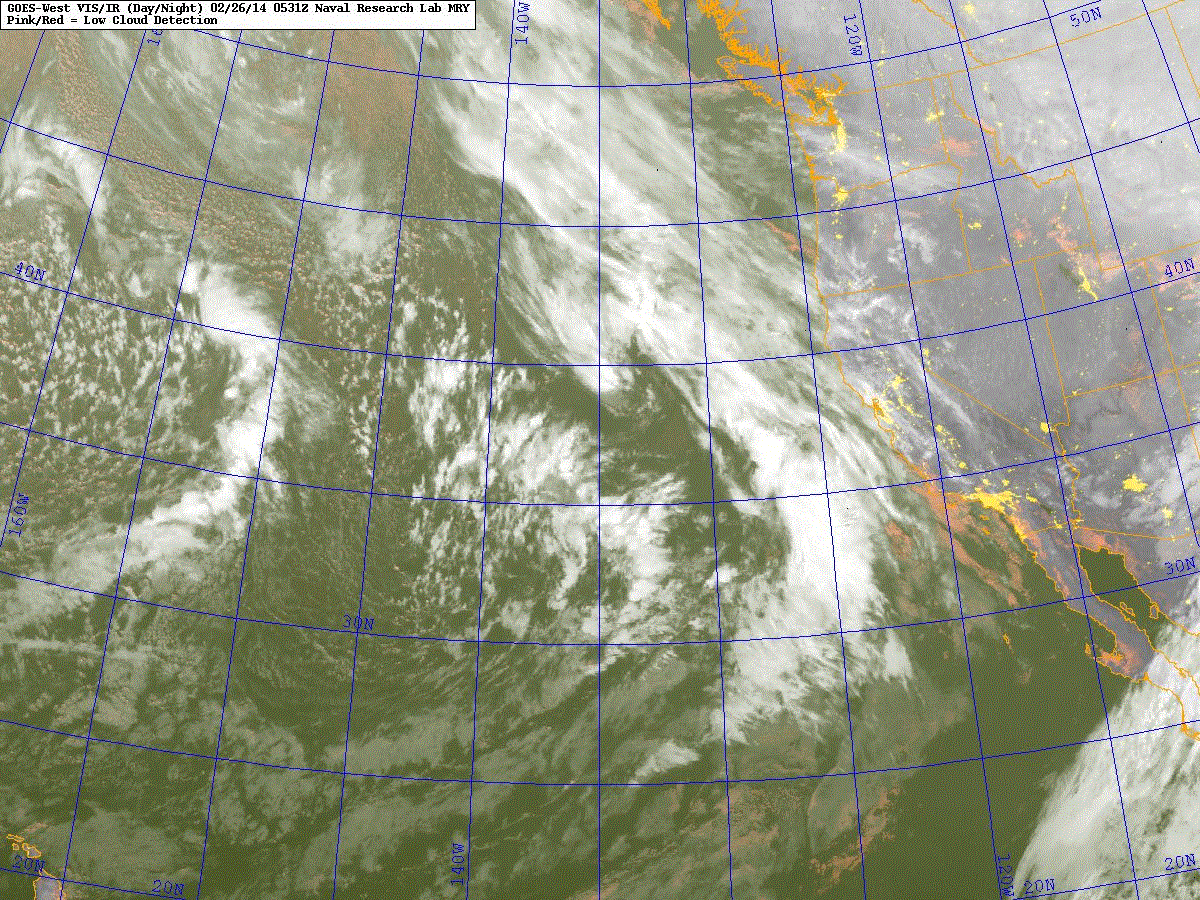 GOES-West VIS/IR (Day/Night) 02/26/14 0531Z Naval Research Lab MRY
Pink/Red = Low Cloud Detection
140W
120W
50N
40N
40N
160W
30N
30N
140W
120W
20N
20N
20N
20N